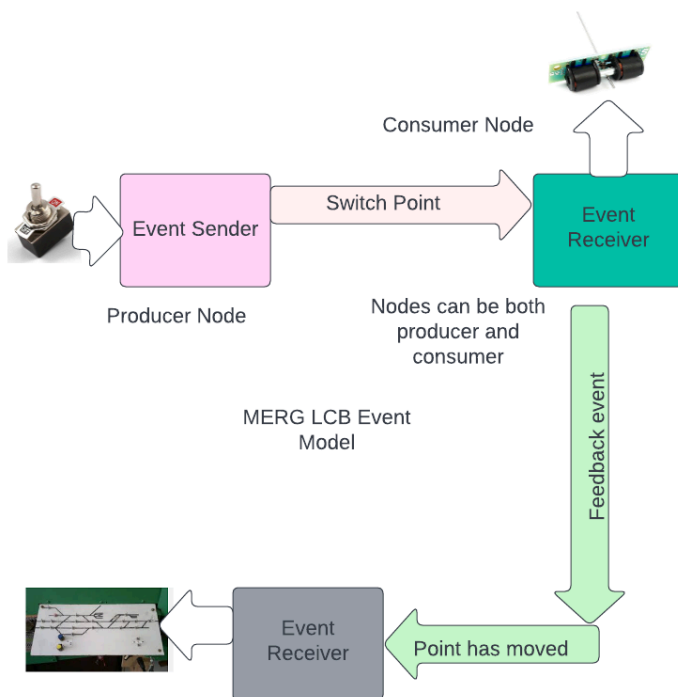 Consumer Node
Event Sender
Switch Point
Event
Receiver
Producer Node
Nodes can be both
producer and
consumer
MERG LCB Event
Model
Feedback event
Event
Receiver
Point has moved